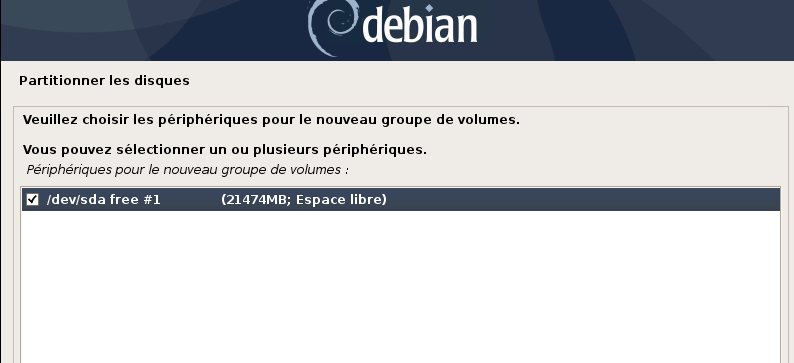 debian
Partitionner les disques
Veuillez choisir les périphériques pour le nouveau groupe de volumes.
Vous pouvez sélectionner un ou plusieurs périphériques.
Périphériques pour le nouveau groupe de volumes :
/dev/sda free #1 (21474MB; Espace libre)